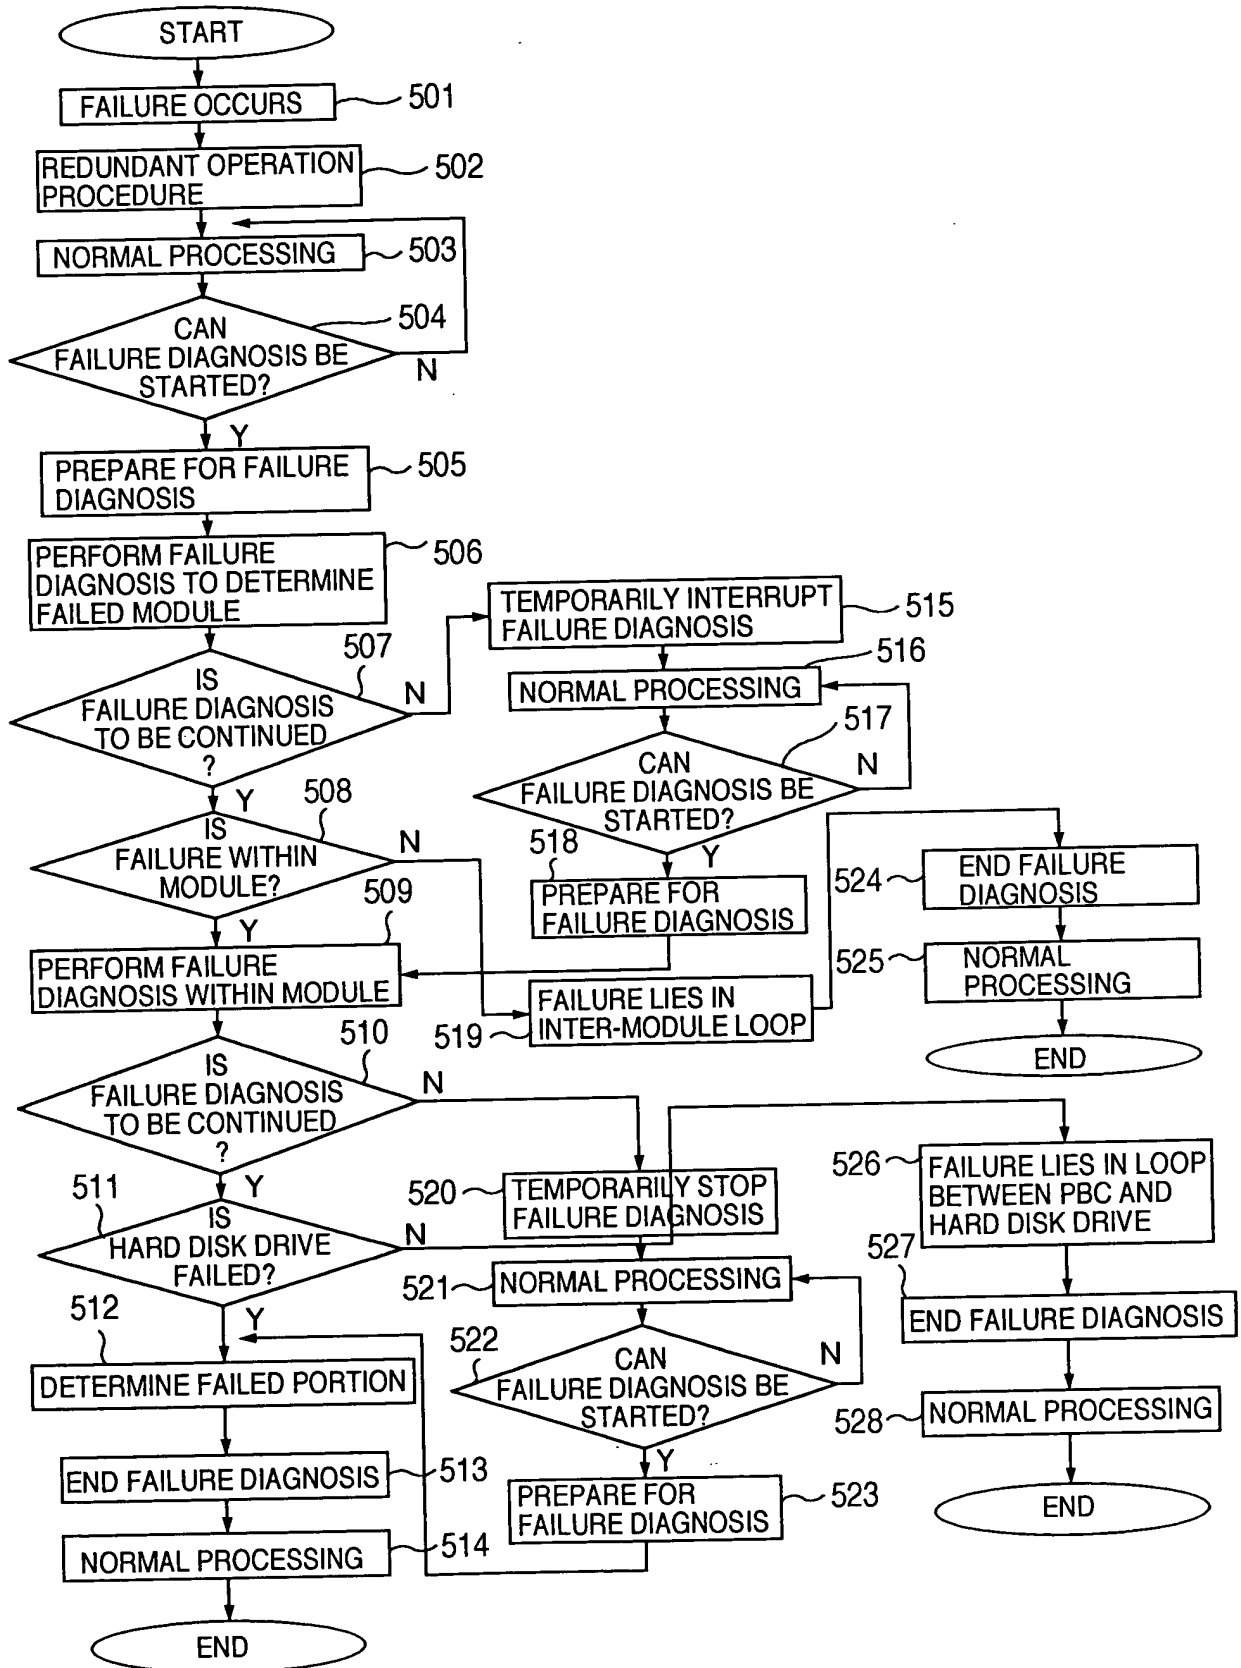 START
FAILURE OCCURS
501
REDUNDANT OPERATION
PROCEDURE
502
NORMAL PROCESSING
503
CAN
FAILURE DIAGNOSIS BE
STARTED?
504
N
Y
PREPARE FOR FAILURE
DIAGNOSIS
505
PERFORM FAILURE
DIAGNOSIS TO DETERMINE
FAILED MODULE
506
IS
FAILURE DIAGNOSIS
TO BE CONTINUED
?
507
N
Y
IS
FAILURE WITHIN
MODULE?
508
N
Y
PERFORM FAILURE
DIAGNOSIS WITHIN MODULE
509
IS
FAILURE DIAGNOSIS
TO BE CONTINUED
?
510
N
Y
511
IS
HARD DISK DRIVE
FAILED?
N
Y
512
DETERMINE FAILED PORTION
END FAILURE DIAGNOSIS
513
NORMAL PROCESSING
514
END
TEMPORARILY INTERRUPT
FAILURE DIAGNOSIS
515
516
NORMAL PROCESSING
517
CAN
FAILURE DIAGNOSIS BE
STARTED?
N
Y
518
PREPARE FOR
FAILURE DIAGNOSIS
FAILURE LIES IN
INTER-MODULE LOOP
519
520
TEMPORARILY STOP
FAILURE DIAGNOSIS
521
NORMAL PROCESSING
522
CAN
FAILURE DIAGNOSIS BE
STARTED?
N
Y
PREPARE FOR
FAILURE DIAGNOSIS
523
524
END FAILURE
DIAGNOSIS
525
NORMAL
PROCESSING
END
526
FAILURE LIES IN LOOP
BETWEEN PBC AND
HARD DISK DRIVE
527
END FAILURE DIAGNOSIS
528
NORMAL PROCESSING
END